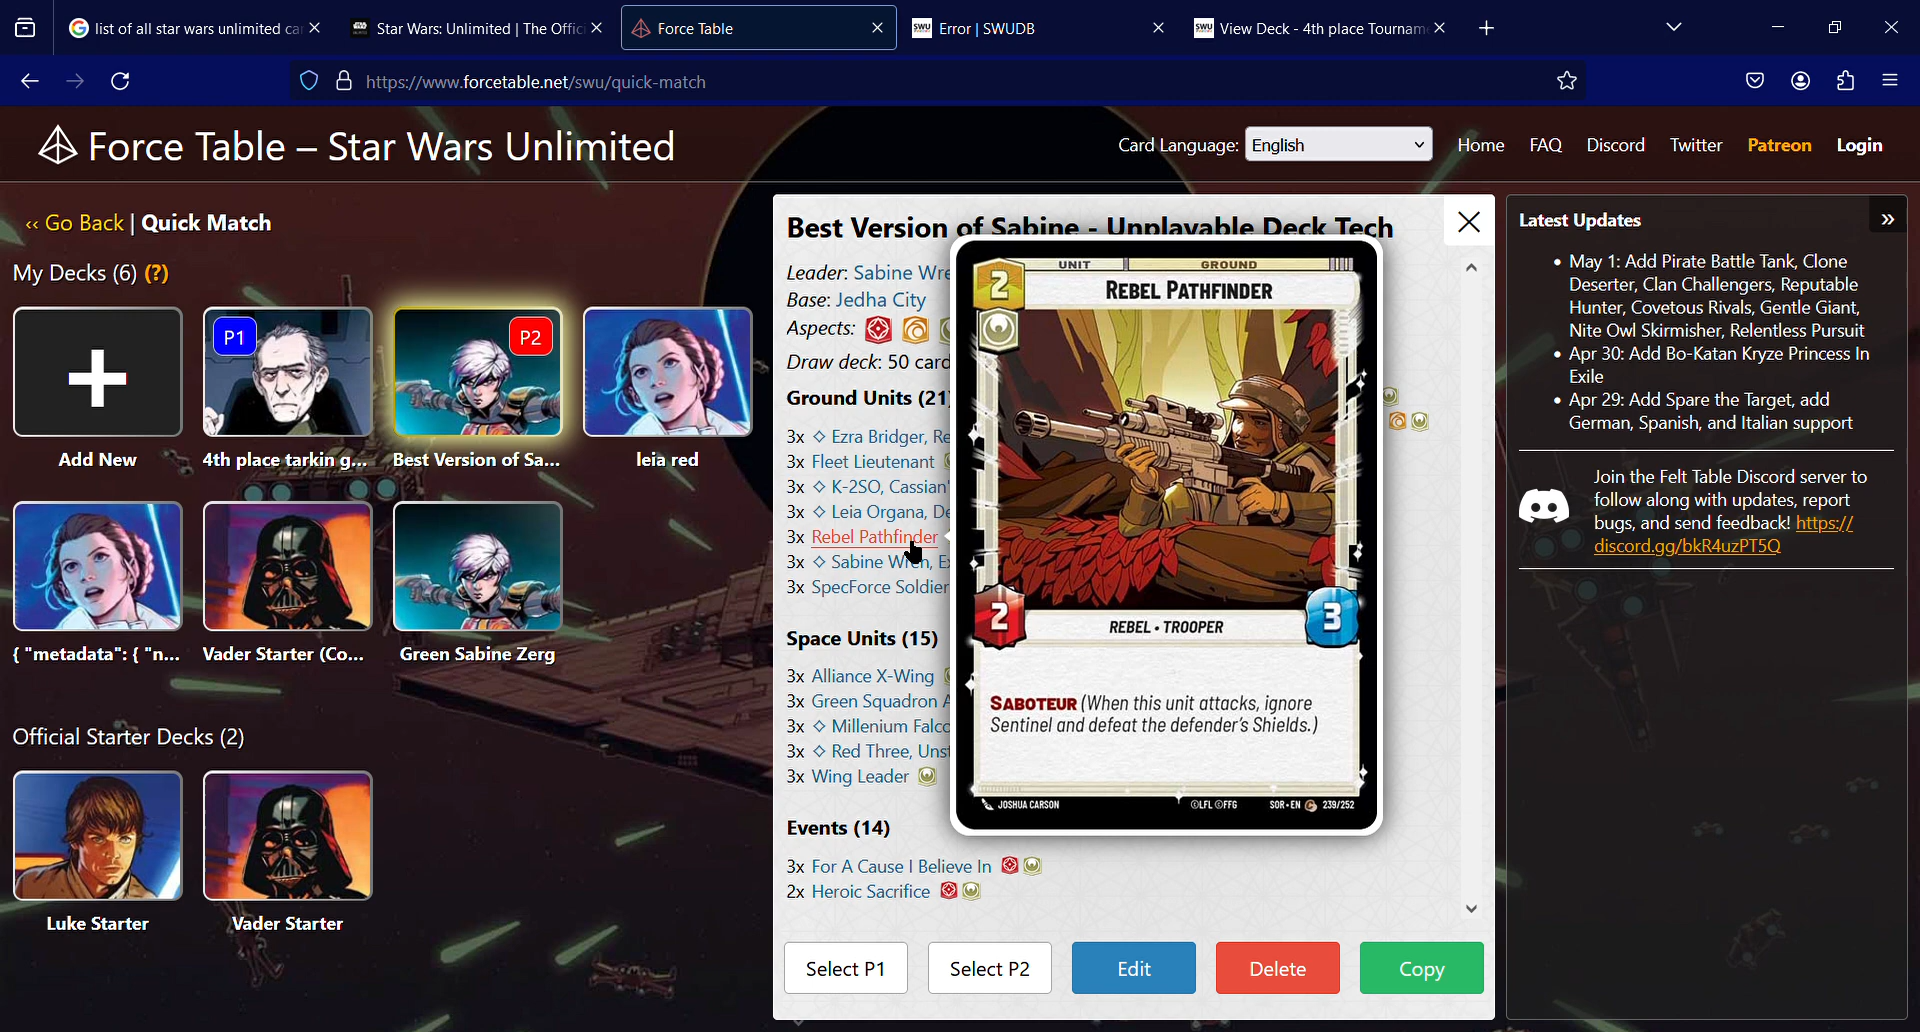 list of all star wars unlimited ca
Star Wars: Unlimited | The Offic
Force Table
Error | SWUDB
View Deck - 4th place Tournam
https://www.forcetable.net/swu/quick-match
Force Table – Star Wars Unlimited
Card Language: English
Home
FAQ
Discord
Twitter
Patreon
Login
‹‹ Go Back | Quick Match
My Decks (6) (?)
P1
P2
Add New
4th place tarkin g...
Best Version of Sa...
leia red
{ "metadata": { "n...
Vader Starter (Co...
Green Sabine Zerg
Official Starter Decks (2)
Luke Starter
Vader Starter
Best Version of Sabine - Unplayable Deck Tech
Leader: Sabine Wre
Base: Jedha City
Aspects:
Draw deck: 50 card
Ground Units (21)
3x Ezra Bridger, Re
3x Fleet Lieutenant
3x K-2SO, Cassian'
3x Leia Organa, De
3x Rebel Pathfinder
3x Sabine Wren, Ex
3x SpecForce Soldier
Space Units (15)
3x Alliance X-Wing
3x Green Squadron A
3x Millenium Falco
3x Red Three, Unst
3x Wing Leader
Events (14)
3x For A Cause I Believe In
2x Heroic Sacrifice
2
UNIT
GROUND
REBEL PATHFINDER
2
REBEL • TROOPER
3
SABOTEUR (When this unit attacks, ignore
Sentinel and defeat the defender's Shields.)
JOSHUA CARSON
©LFL ©FFG
SOR • EN C 239/252
Select P1
Select P2
Edit
Delete
Copy
Latest Updates
»
• May 1: Add Pirate Battle Tank, Clone
Deserter, Clan Challengers, Reputable
Hunter, Covetous Rivals, Gentle Giant,
Nite Owl Skirmisher, Relentless Pursuit
• Apr 30: Add Bo-Katan Kryze Princess In
Exile
• Apr 29: Add Spare the Target, add
German, Spanish, and Italian support
Join the Felt Table Discord server to
follow along with updates, report
bugs, and send feedback! https://
discord.gg/bkR4uzPT5Q